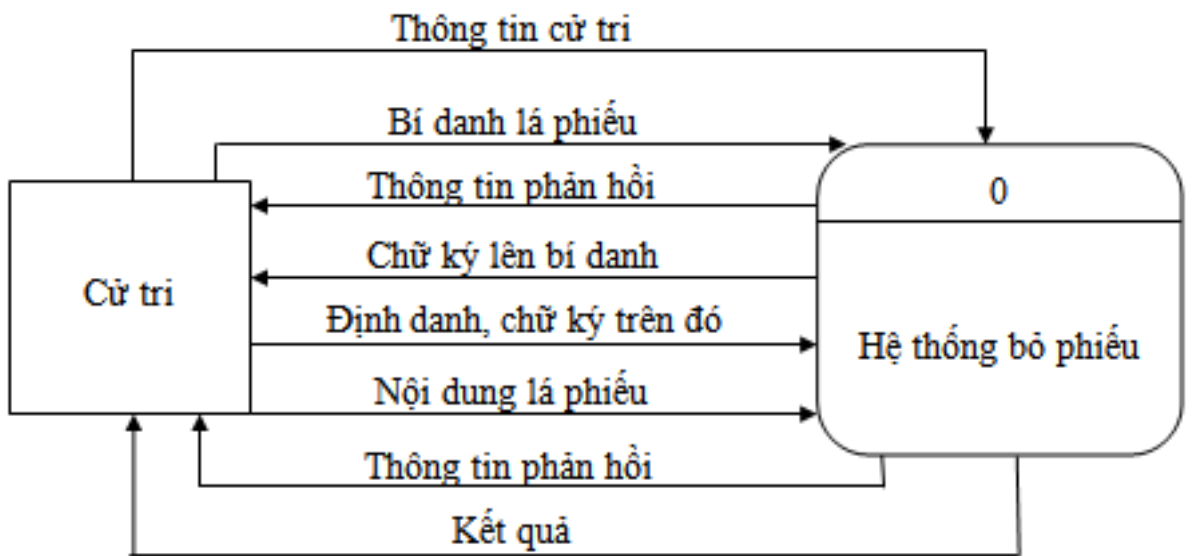 Thông tin cử tri
Bí danh lá phiếu
Thông tin phản hồi
0
Chữ ký lên bí danh
Cử tri
Định danh, chữ ký trên đó
Hệ thống bỏ phiếu
Nội dung lá phiếu
Thông tin phản hồi
Kết quả